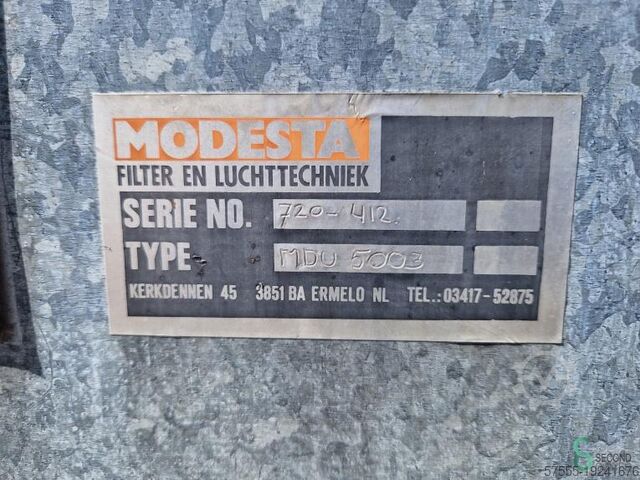 MODESTA
FILTER EN LUCHTTECHNIEK
SERIE NO. 720-412.
TYPE MDU 5003
KERKDENNEN 45 3851 BA ERMELO NL TEL.: 03417-52875
SECOND
57555-19241676